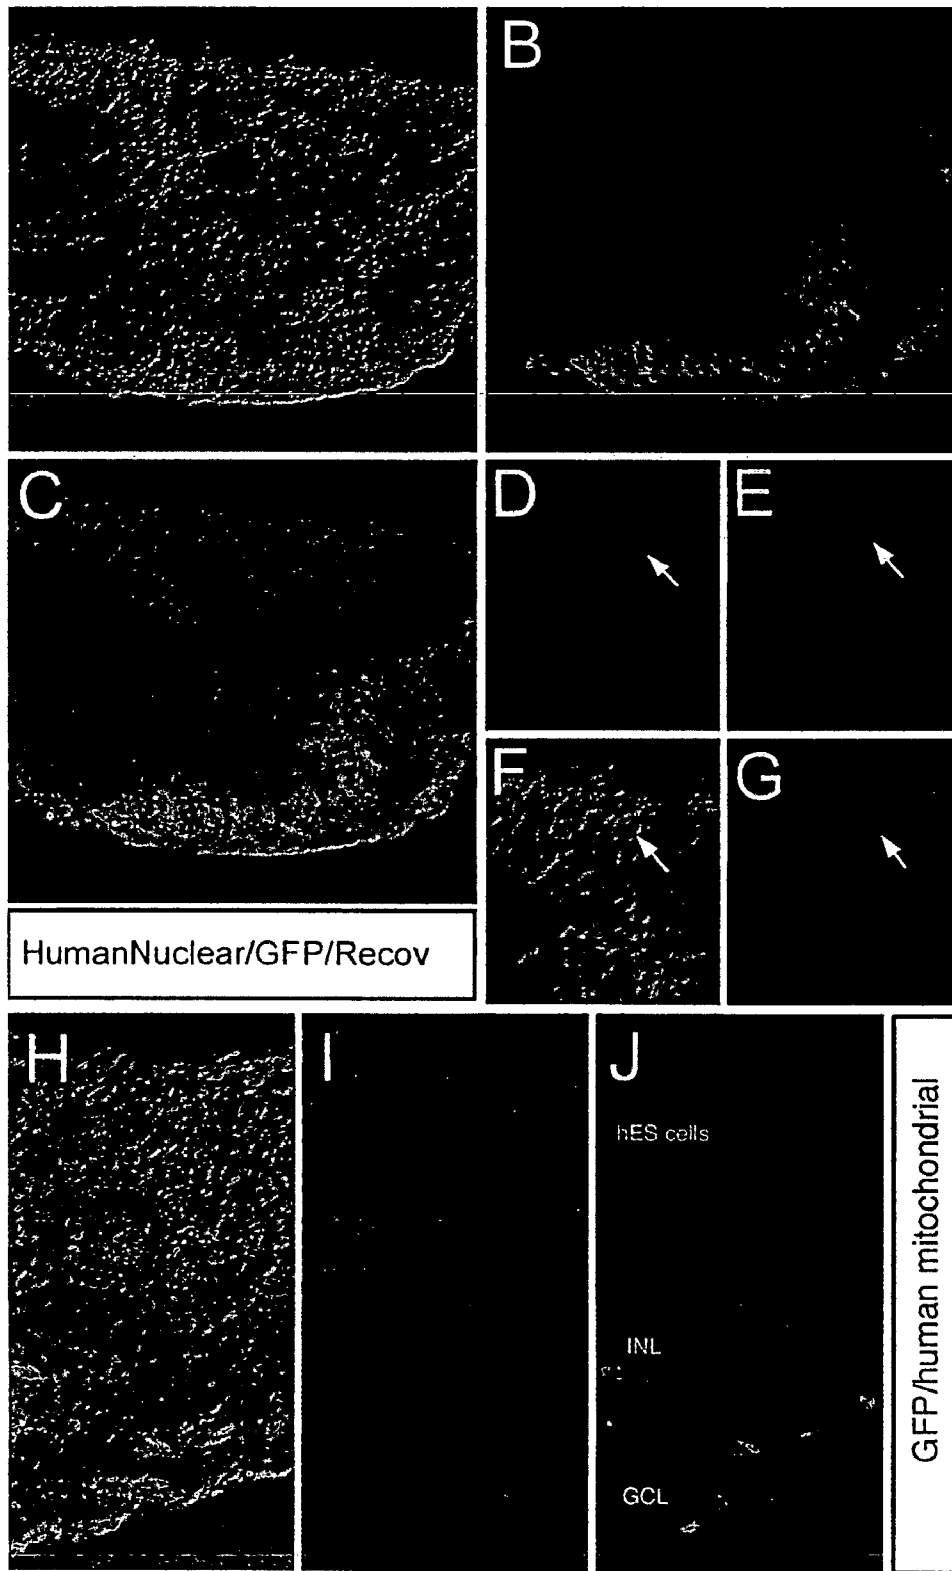 B
C
D
E
F
G
HumanNuclear/GFP/Recov
H
I
J
hES cells
INL
GCL
GFP/human mitochondrial